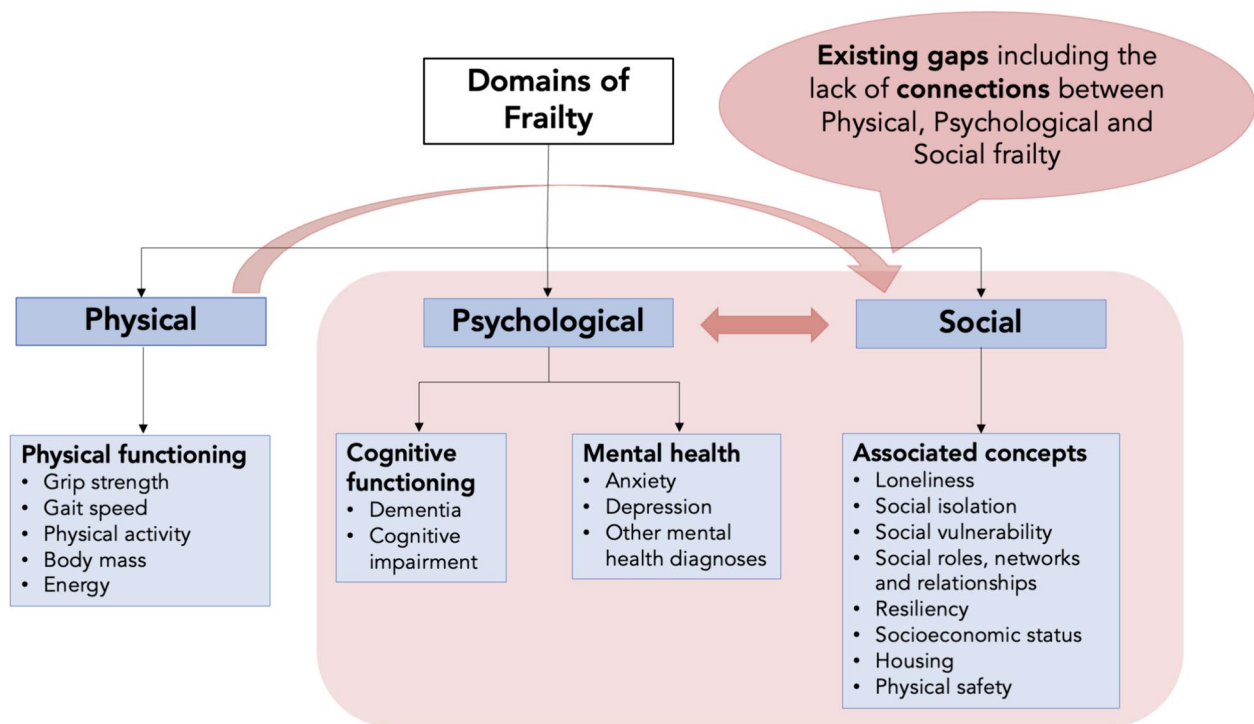 Domains of
Frailty
Existing gaps including the
lack of connections between
Physical, Psychological and
Social frailty
Physical
Psychological
Social
Physical functioning
• Grip strength
• Gait speed
• Physical activity
• Body mass
• Energy
Cognitive
functioning
• Dementia
• Cognitive
impairment
Mental health
• Anxiety
• Depression
• Other mental
health diagnoses
Associated concepts
• Loneliness
• Social isolation
• Social vulnerability
• Social roles, networks
and relationships
• Resiliency
• Socioeconomic status
• Housing
• Physical safety